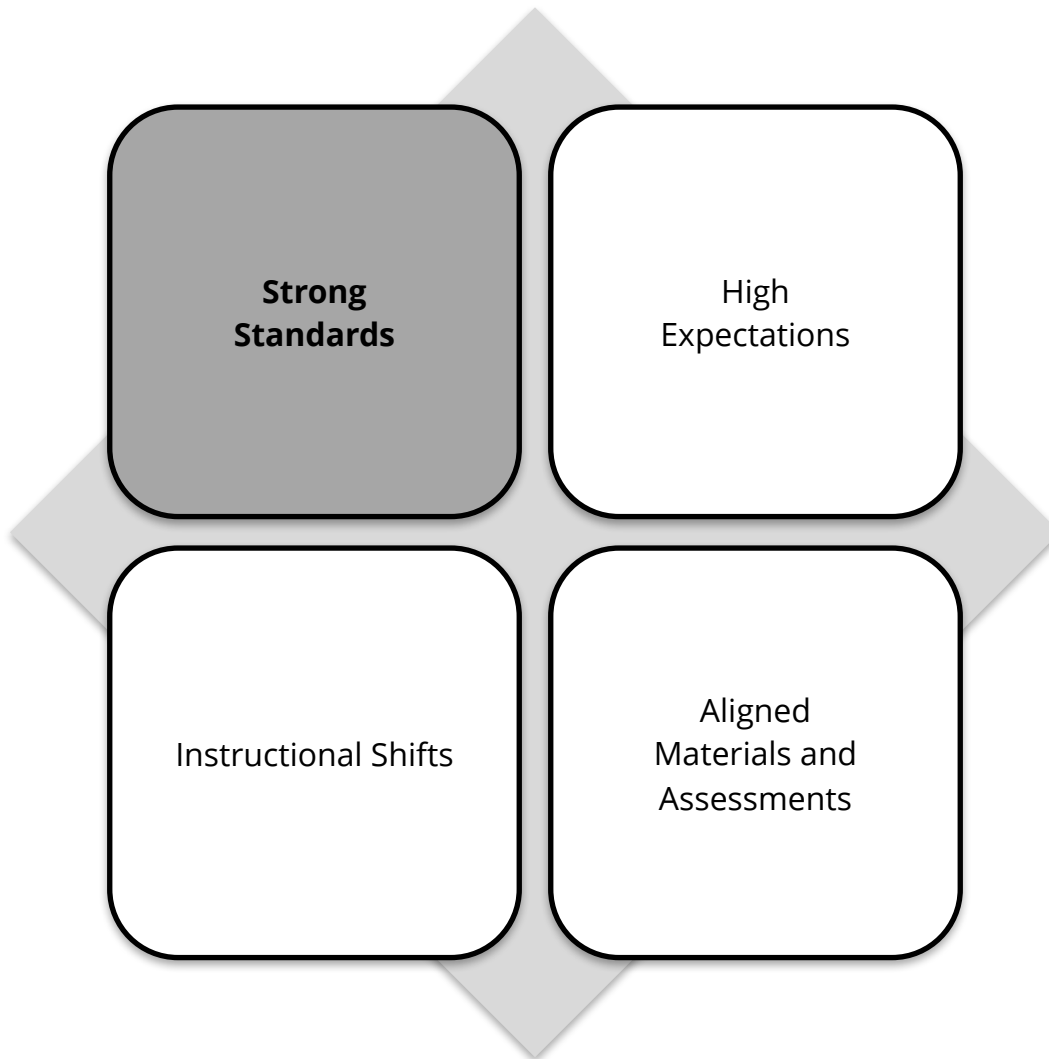 Strong
Standards
High
Expectations
Instructional Shifts
Aligned
Materials and
Assessments